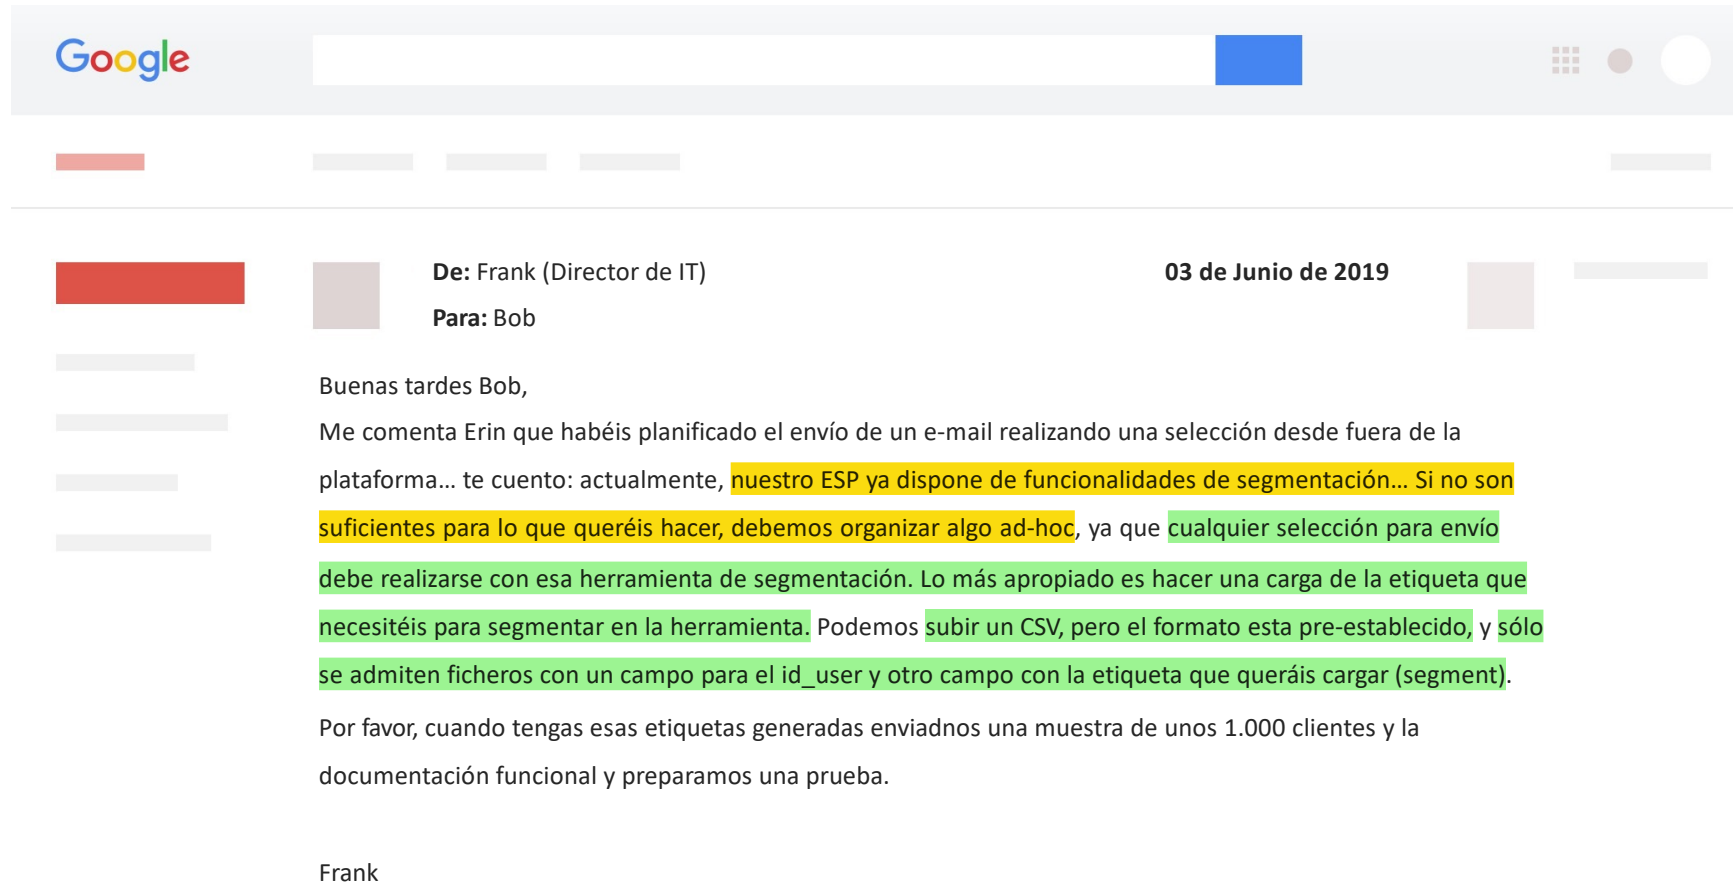 Google
De: Frank (Director de IT)
03 de Junio de 2019
Para: Bob
Buenas tardes Bob,
Me comenta Erin que habéis planificado el envío de un e-mail realizando una selección desde fuera de la
plataforma... te cuento: actualmente, nuestro ESP ya dispone de funcionalidades de segmentación... Si no son
suficientes para lo que queréis hacer, debemos organizar algo ad-hoc, ya que cualquier selección para envío
debe realizarse con esa herramienta de segmentación. Lo más apropiado es hacer una carga de la etiqueta que
necesitéis para segmentar en la herramienta. Podemos subir un CSV, pero el formato esta pre-establecido, y sólo
se admiten ficheros con un campo para el id_user y otro campo con la etiqueta que queráis cargar (segment).
Por favor, cuando tengas esas etiquetas generadas enviadnos una muestra de unos 1.000 clientes y la
documentación funcional y preparamos una prueba.
Frank